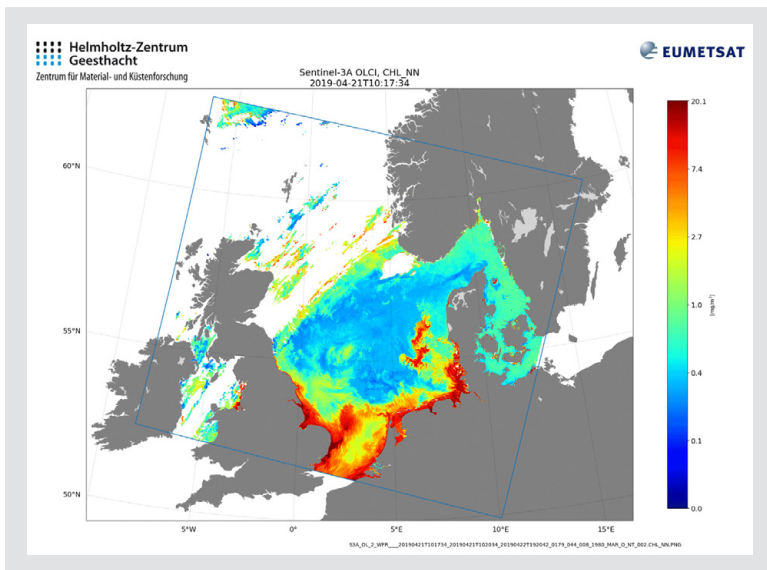 Helmholtz-Zentrum
Geesthacht
Zentrum für Material- und Küstenforschung
EUMETSAT
Sentinel-3A OLCI, CHL_NN
2019-04-21T10:17:34
60°N
55°N
50°N
5°W
0°
5°E
10°E
15°E
20.1
7.4
2.7
1.0
0.4
0.1
0.0
[mg/m³]
S3A_OL_2_WFR____20190421T101734_20190421T102034_20190422T192042_0179_044_008_1980_MAR_O_NT_002.CHL_NN.PNG